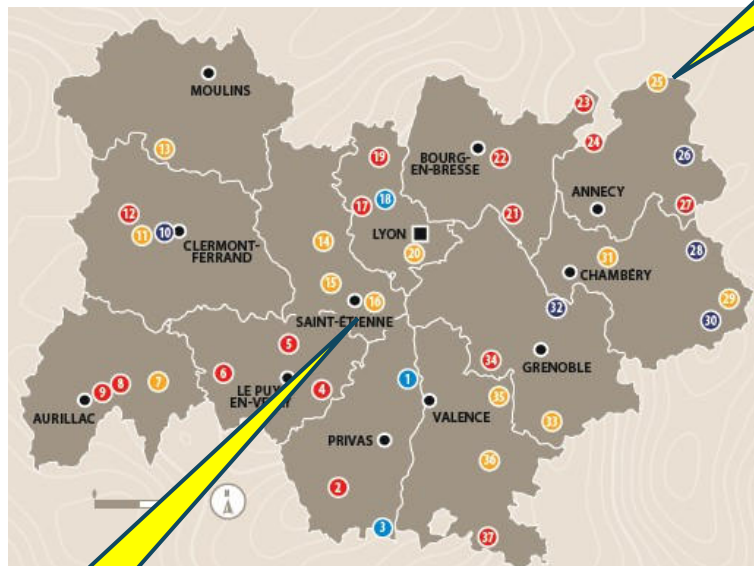 25
MOULINS
23
13
19
BOURG-
EN-BRESSE
22
24
26
12
18
17
ANNECY
27
11
10
CLERMONT-
FERRAND
14
LYON
21
20
31
28
CHAMBÉRY
15
16
29
SAINT-ÉTIENNE
32
30
5
GRENOBLE
6
34
9
8
7
LE PUY
EN-VELAY
4
1
35
AURILLAC
VALENCE
33
PRIVAS
36
2
N
3
37